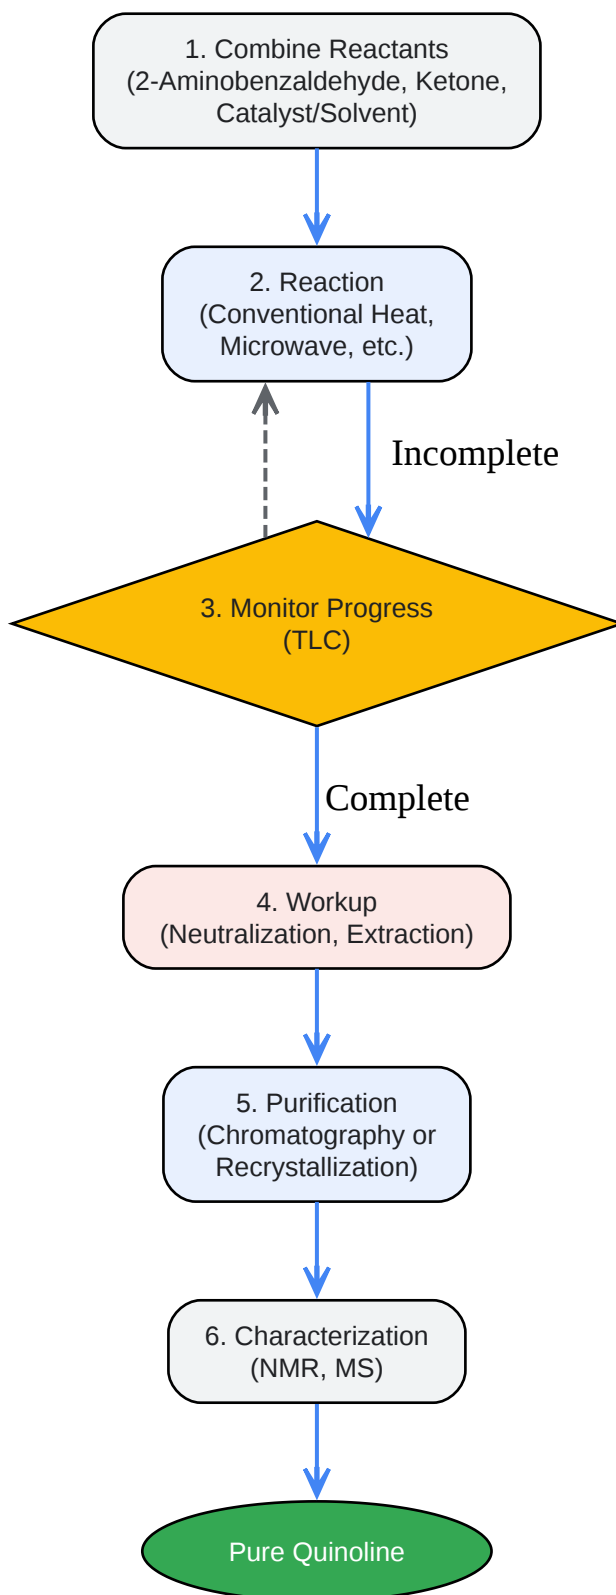 1. Combine Reactants
(2-Aminobenzaldehyde, Ketone,
Catalyst/Solvent)
2. Reaction
(Conventional Heat,
Microwave, etc.)
Incomplete
3. Monitor Progress
(TLC)
Complete
4. Workup
(Neutralization, Extraction)
5. Purification
(Chromatography or
Recrystallization)
6. Characterization
(NMR, MS)
Pure Quinoline